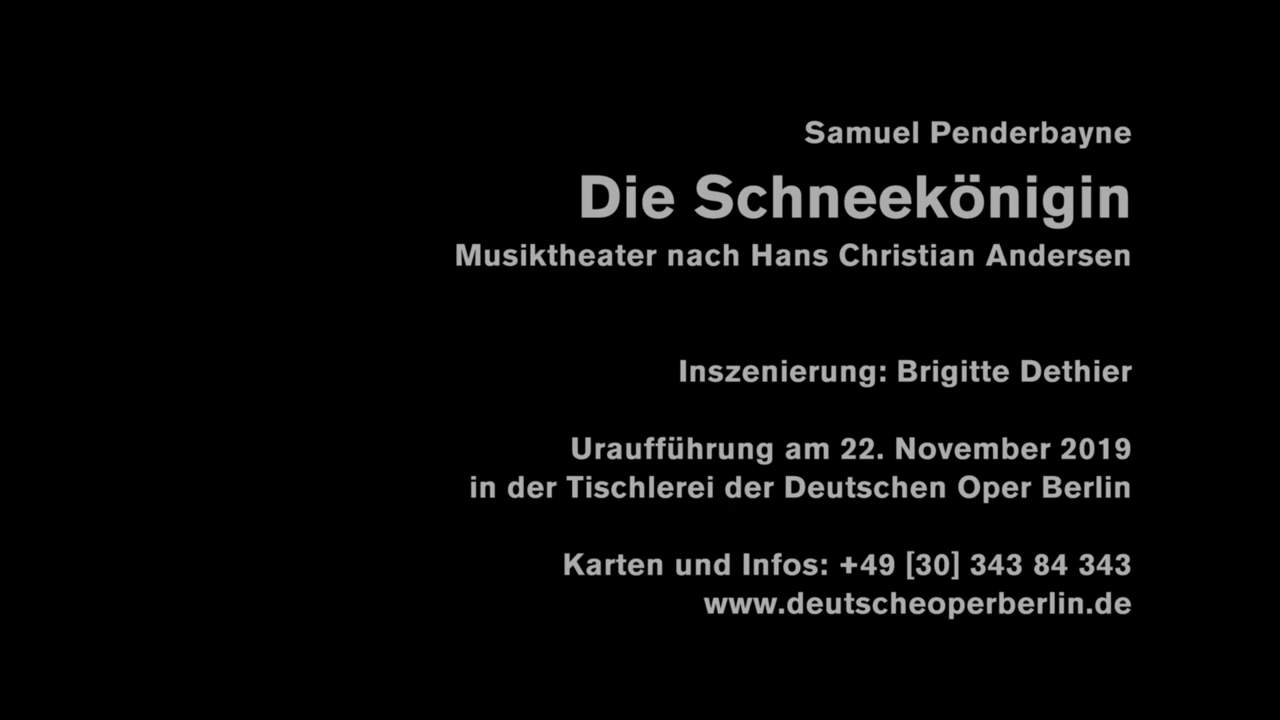 Samuel Penderbayne
Die Schneekönigin
Musiktheater nach Hans Christian Andersen
Inszenierung: Brigitte Dethier
Uraufführung am 22. November 2019
in der Tischlerei der Deutschen Oper Berlin
Karten und Infos: +49 [30] 343 84 343
www.deutscheoperberlin.de